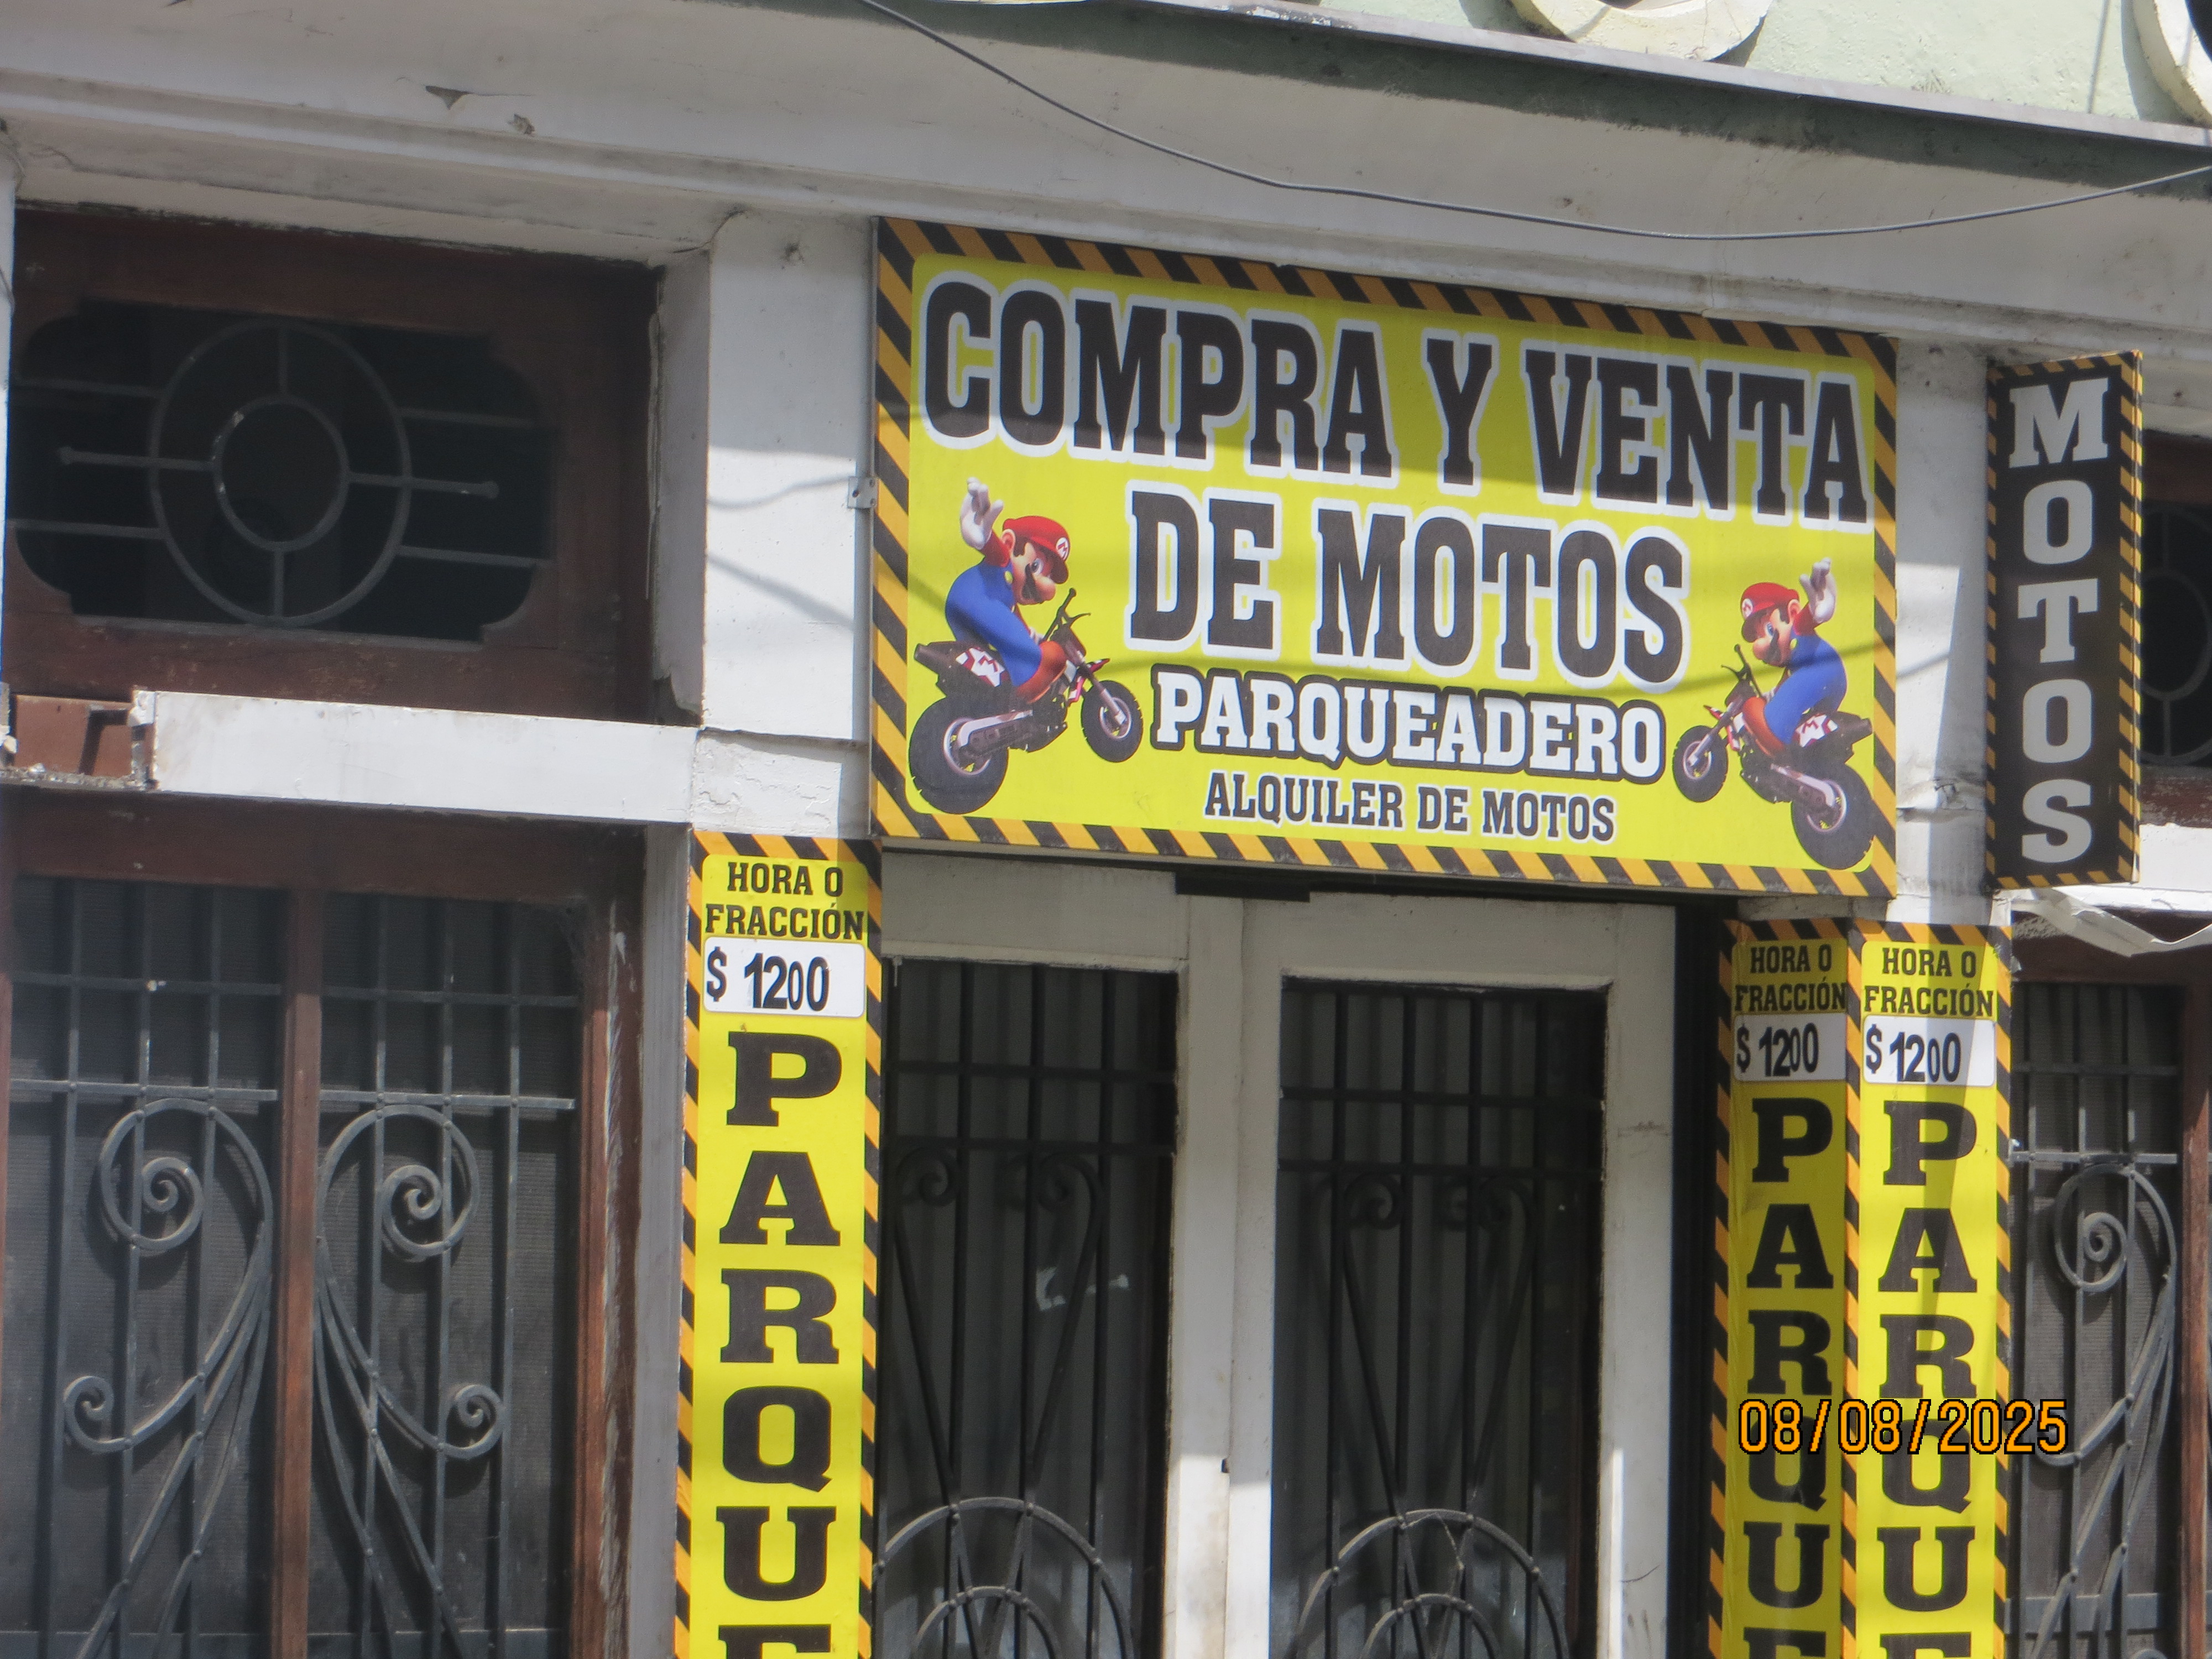 COMPRA Y VENTA
DE MOTOS
PARQUEADERO
ALQUILER DE MOTOS
MOTOS
HORA O
FRACCIÓN
$ 1200
PARQUE
HORA O
FRACCIÓN
$ 1200
PARQUE
HORA O
FRACCIÓN
$ 1200
PARQUE
08/08/2025